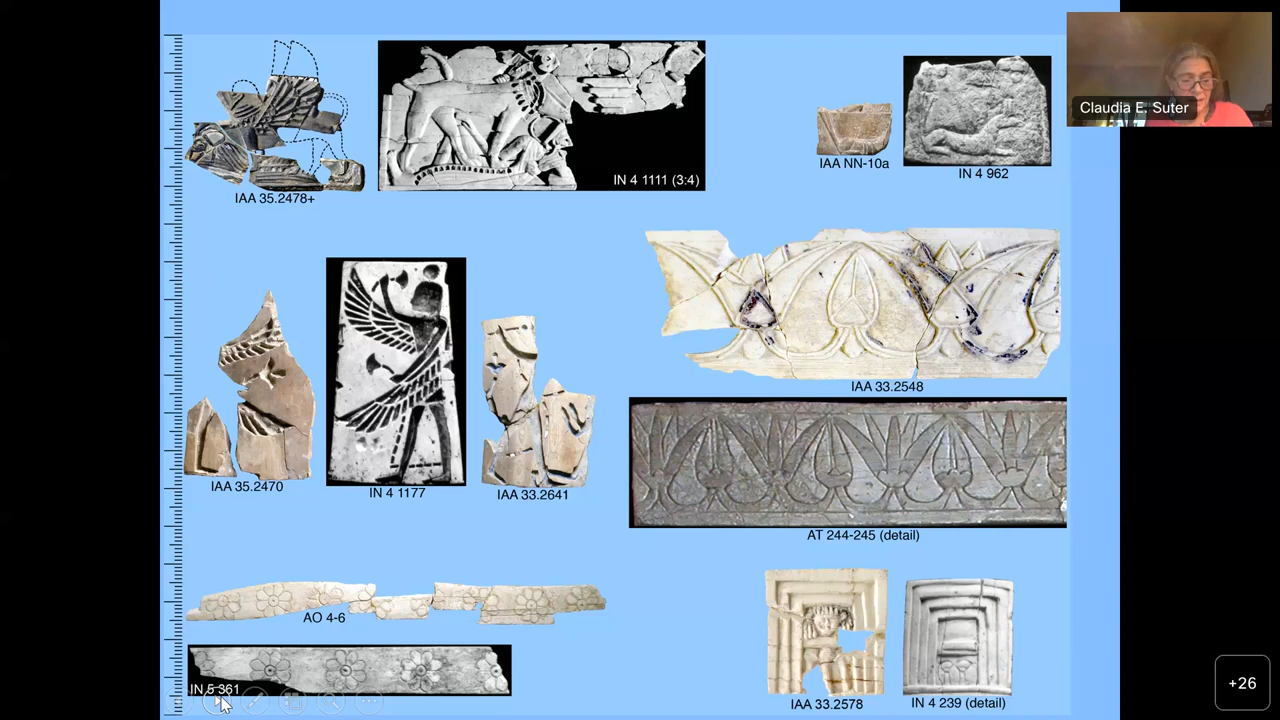 Claudia E. Suter
IAA 35.2478+
IN 4 1111 (3:4)
IAA NN-10a
IN 4 962
IAA 33.2548
IAA 35.2470
IN 4 1177
IAA 33.2641
AT 244-245 (detail)
AO 4-6
IN 5 361
IAA 33.2578
IN 4 239 (detail)
+26